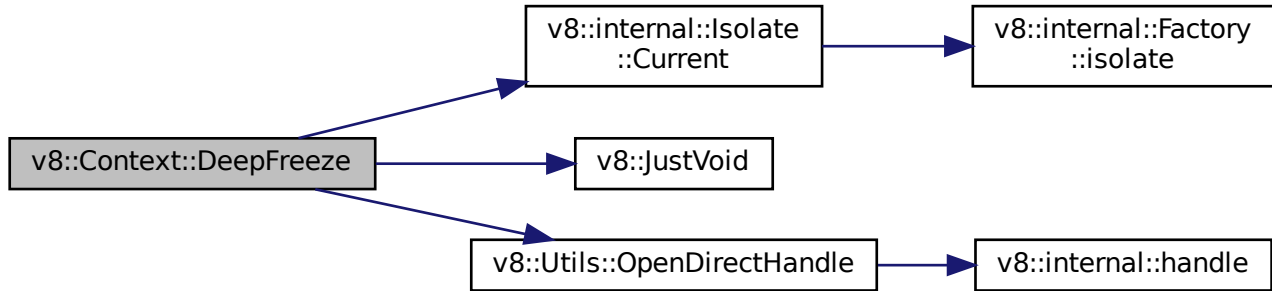 v8::internal::Isolate
::Current
v8::internal::Factory
::isolate
v8::Context::DeepFreeze
v8::JustVoid
v8::Utils::OpenDirectHandle
v8::internal::handle